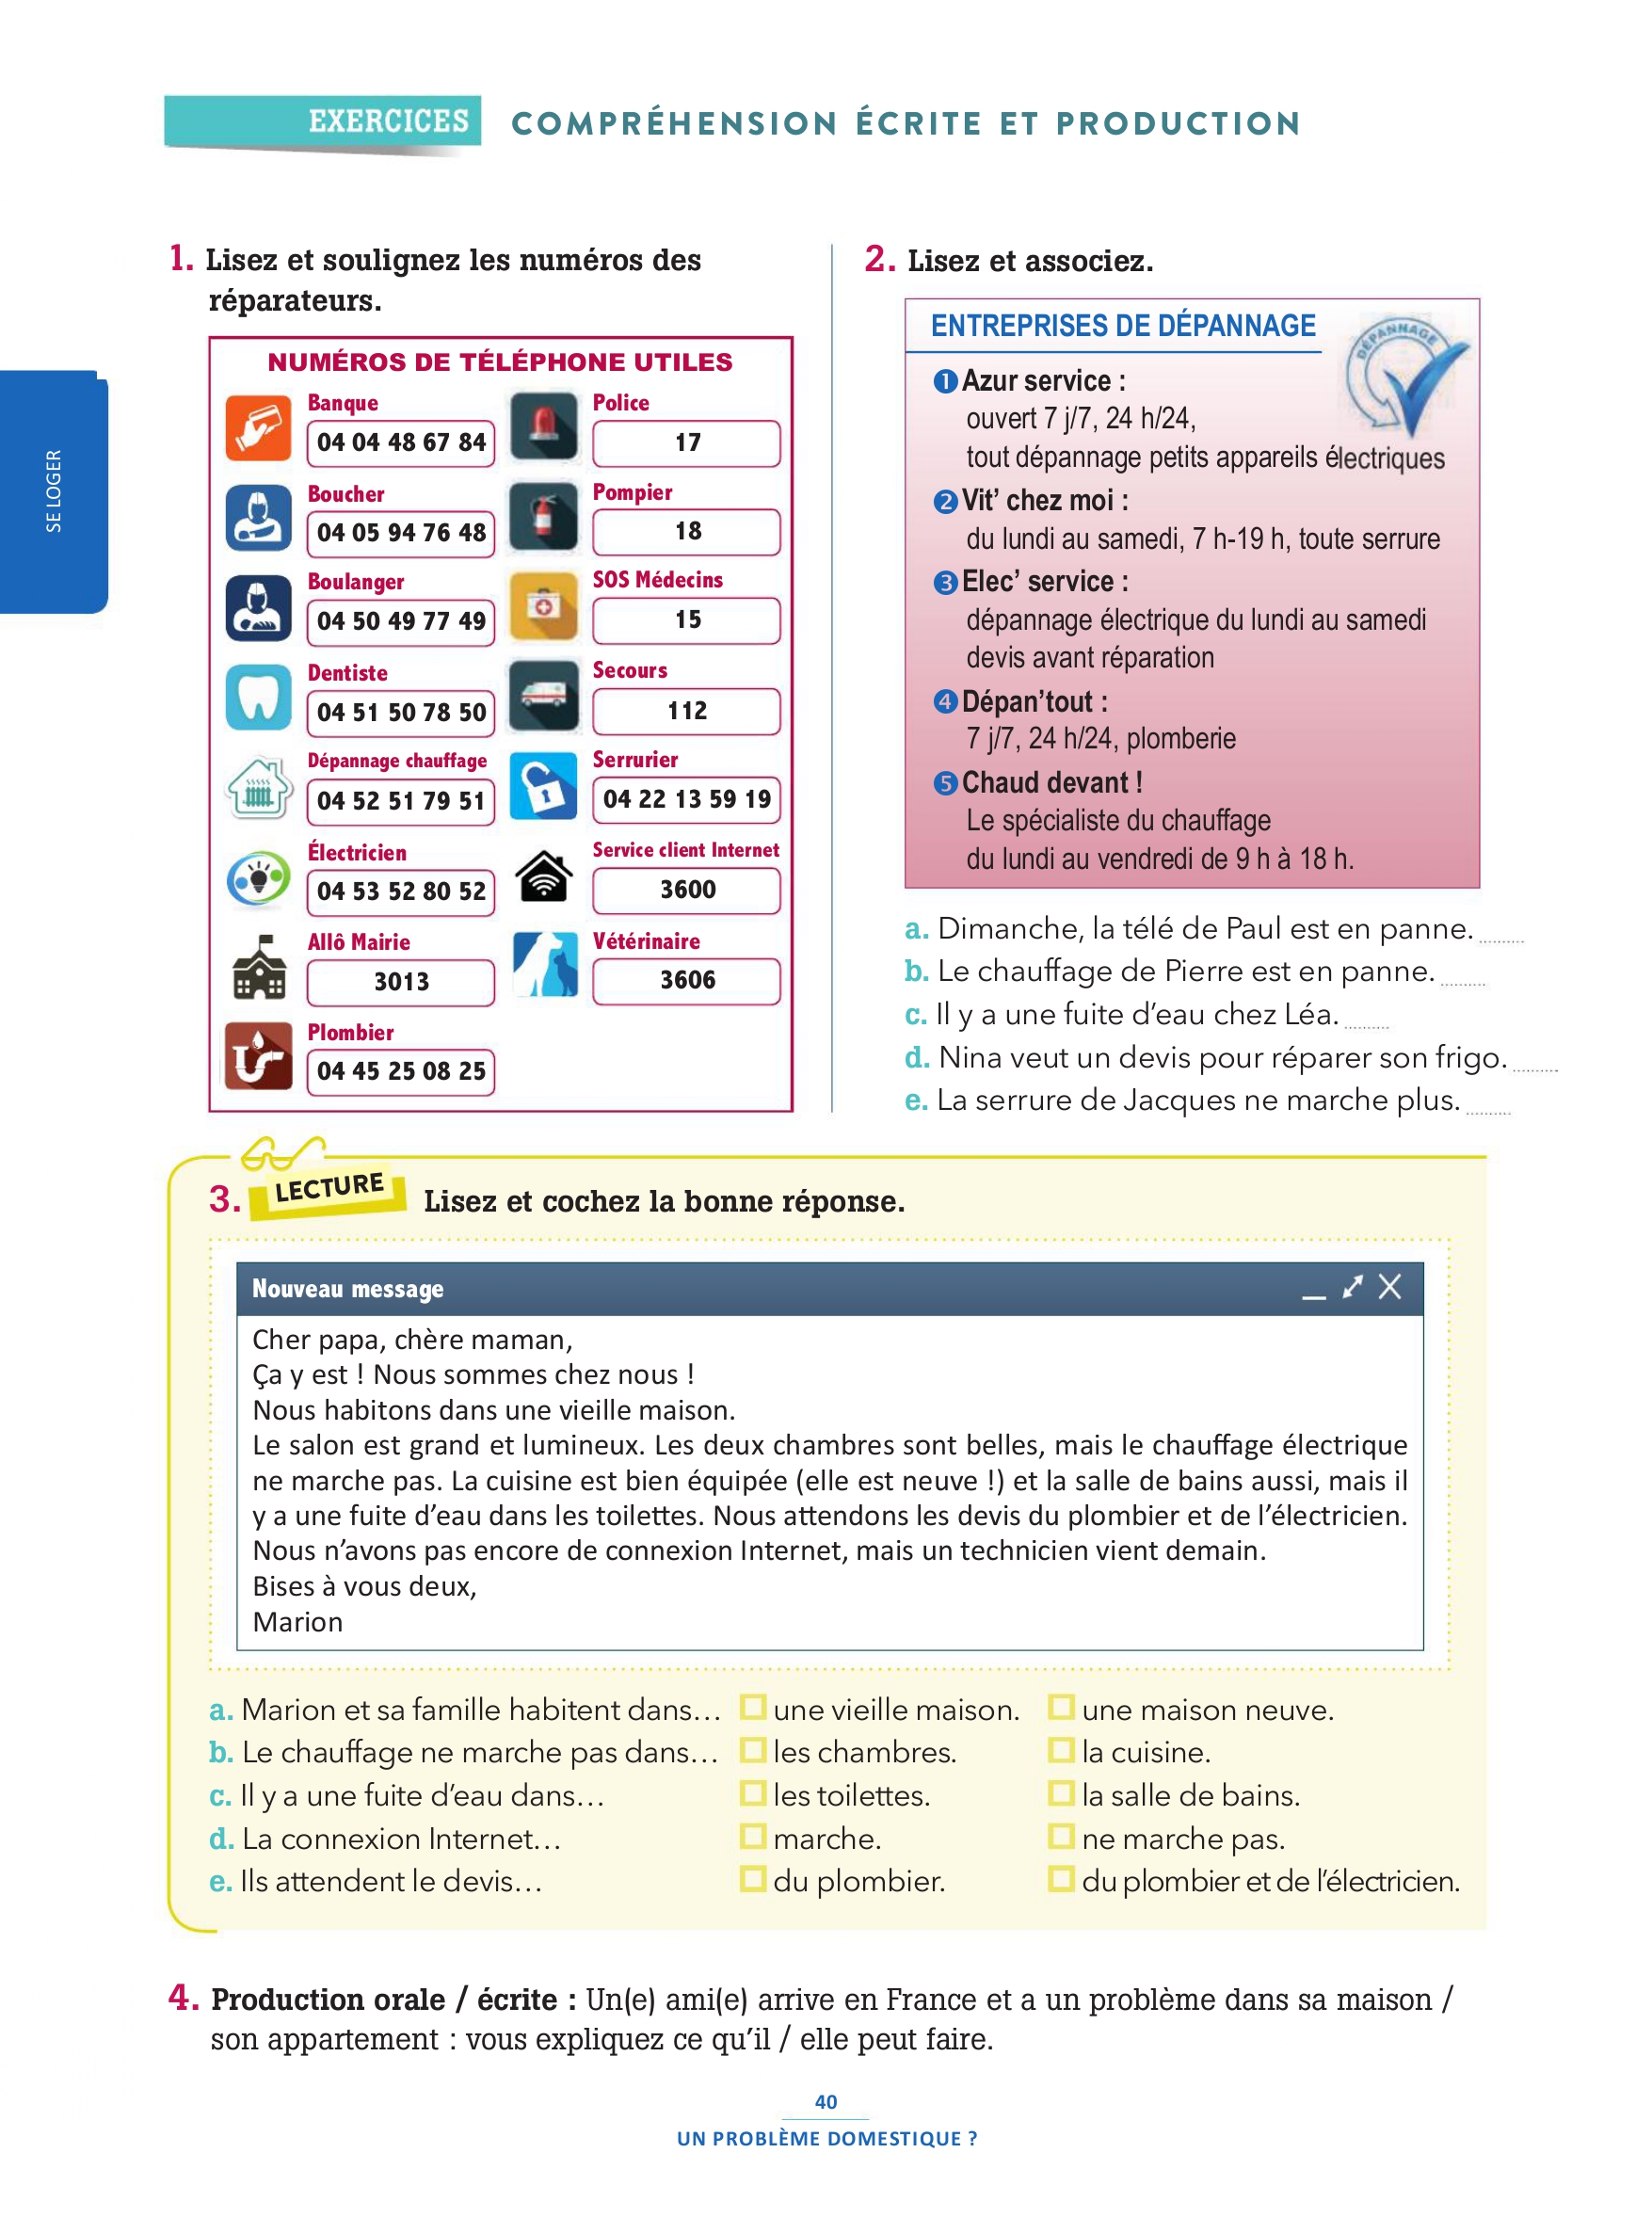 EXERCICES COMPRÉHENSION ÉCRITE ET PRODUCTION
SE LOGER
1. Lisez et soulignez les numéros des
réparateurs.
NUMÉROS DE TÉLÉPHONE UTILES
Banque
04 04 48 67 84
Boucher
04 05 94 76 48
Boulanger
04 50 49 77 49
Dentiste
04 51 50 78 50
Dépannage chauffage
04 52 51 79 51
Électricien
04 53 52 80 52
Allô Mairie
3013
Plombier
04 45 25 08 25
Police
17
Pompier
18
SOS Médecins
15
Secours
112
Serrurier
04 22 13 59 19
Service client Internet
3600
Vétérinaire
3606
2. Lisez et associez.
ENTREPRISES DE DÉPANNAGE
DÉPANNAGE
❶ Azur service :
ouvert 7 j/7, 24 h/24,
tout dépannage petits appareils électriques
❷ Vit’ chez moi :
du lundi au samedi, 7 h-19 h, toute serrure
❸ Elec’ service :
dépannage électrique du lundi au samedi
devis avant réparation
❹ Dépan’tout :
7 j/7, 24 h/24, plomberie
❺ Chaud devant !
Le spécialiste du chauffage
du lundi au vendredi de 9 h à 18 h.
a. Dimanche, la télé de Paul est en panne. ........
b. Le chauffage de Pierre est en panne. ........
c. Il y a une fuite d’eau chez Léa. ........
d. Nina veut un devis pour réparer son frigo. ........
e. La serrure de Jacques ne marche plus. ........
3. LECTURE Lisez et cochez la bonne réponse.
Nouveau message
Cher papa, chère maman,
Ça y est ! Nous sommes chez nous !
Nous habitons dans une vieille maison.
Le salon est grand et lumineux. Les deux chambres sont belles, mais le chauffage électrique
ne marche pas. La cuisine est bien équipée (elle est neuve !) et la salle de bains aussi, mais il
y a une fuite d’eau dans les toilettes. Nous attendons les devis du plombier et de l’électricien.
Nous n’avons pas encore de connexion Internet, mais un technicien vient demain.
Bises à vous deux,
Marion
a. Marion et sa famille habitent dans… ☐ une vieille maison. ☐ une maison neuve.
b. Le chauffage ne marche pas dans… ☐ les chambres. ☐ la cuisine.
c. Il y a une fuite d’eau dans… ☐ les toilettes. ☐ la salle de bains.
d. La connexion Internet… ☐ marche. ☐ ne marche pas.
e. Ils attendent le devis… ☐ du plombier. ☐ du plombier et de l’électricien.
4. Production orale / écrite : Un(e) ami(e) arrive en France et a un problème dans sa maison /
son appartement : vous expliquez ce qu’il / elle peut faire.
40
UN PROBLÈME DOMESTIQUE ?